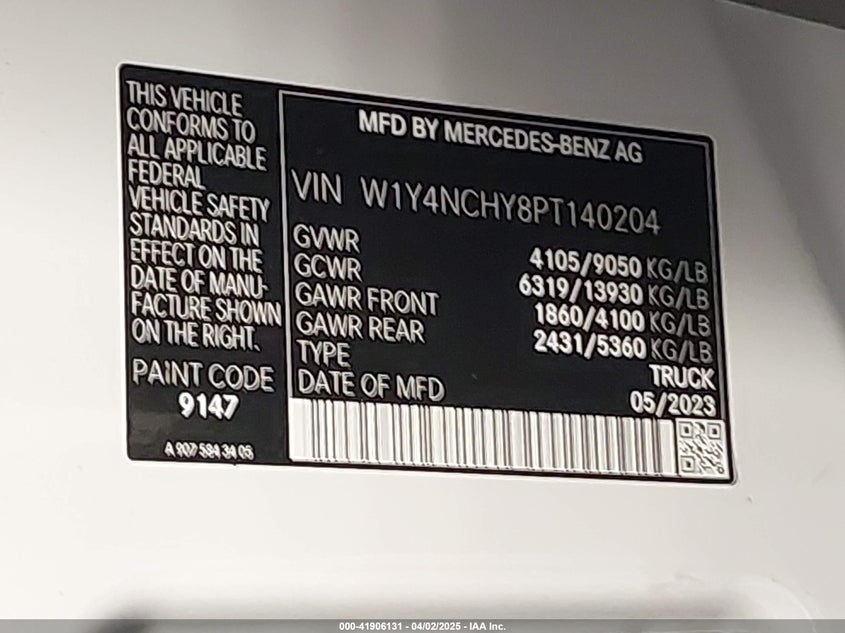 THIS VEHICLE
CONFORMS TO
ALL APPLICABLE
FEDERAL
VEHICLE SAFETY
STANDARDS IN
EFFECT ON THE
DATE OF MANU-
FACTURE SHOWN
ON THE RIGHT.
PAINT CODE
9147
A 907 584 34 05
MFD BY MERCEDES-BENZ AG
VIN W1Y4NCHY8PT140204
GVWR 4105/9050 KG/LB
GCWR 6319/13930 KG/LB
GAWR FRONT 1860/4100 KG/LB
GAWR REAR 2431/5360 KG/LB
TYPE TRUCK
DATE OF MFD 05/2023
000-41906131 - 04/02/2025 - IAA Inc.